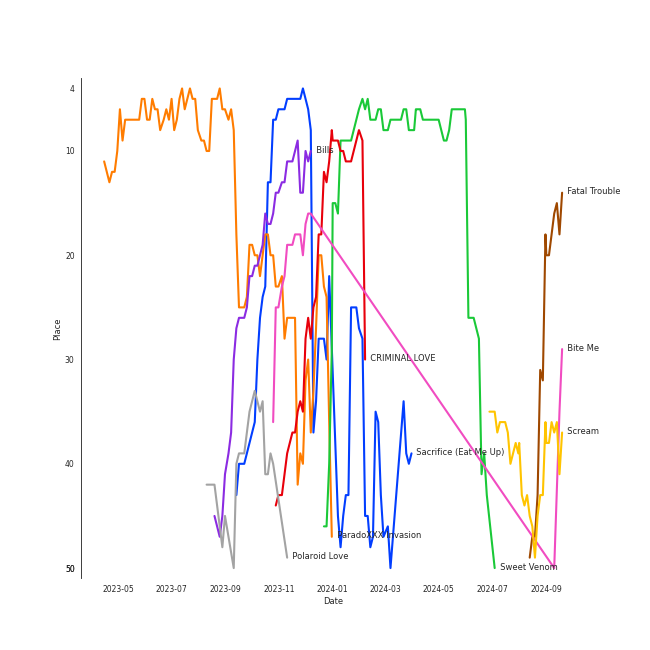 4
10
20
30
40
50
Place
Bills
Fatal Trouble
Bite Me
CRIMINAL LOVE
Scream
Sacrifice (Eat Me Up)
ParadoXXX Invasion
Polaroid Love
Sweet Venom
2023-05 2023-07 2023-09 2023-11 2024-01 2024-03 2024-05 2024-07 2024-09
Date